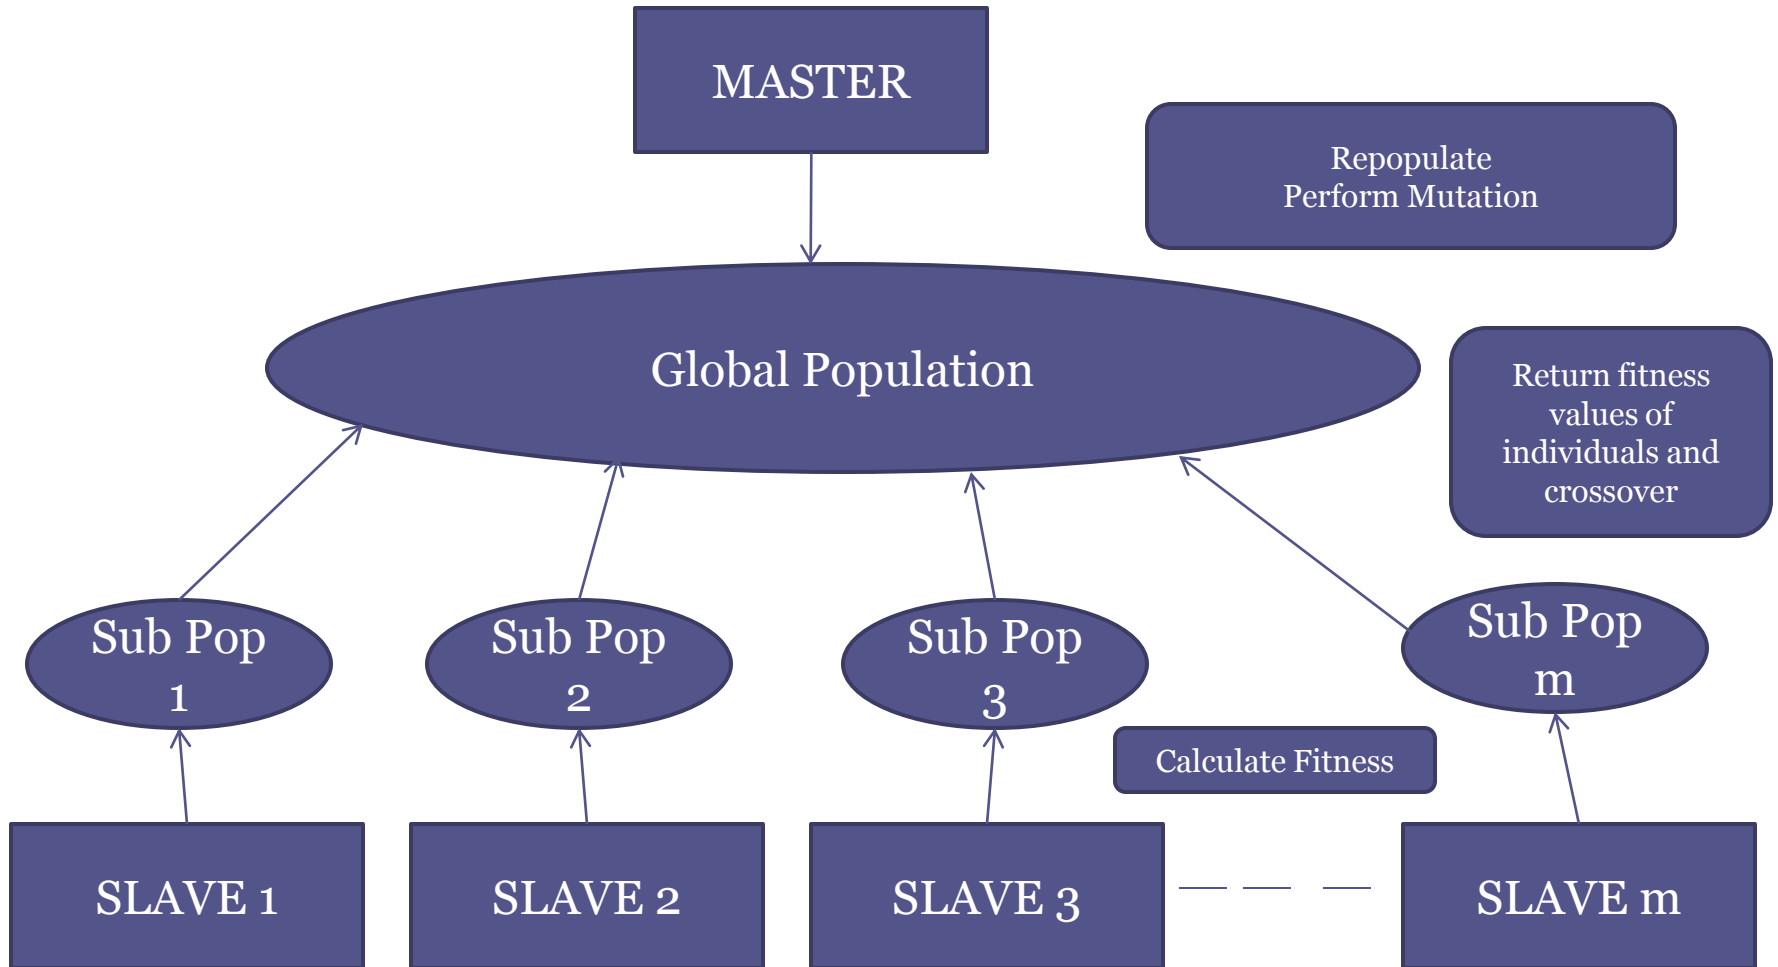 MASTER
Repopulate
Perform Mutation
Global Population
Return fitness
values of
individuals and
crossover
Sub Pop
1
Sub Pop
2
Sub Pop
3
Sub Pop
m
Calculate Fitness
SLAVE 1
SLAVE 2
SLAVE 3
SLAVE m